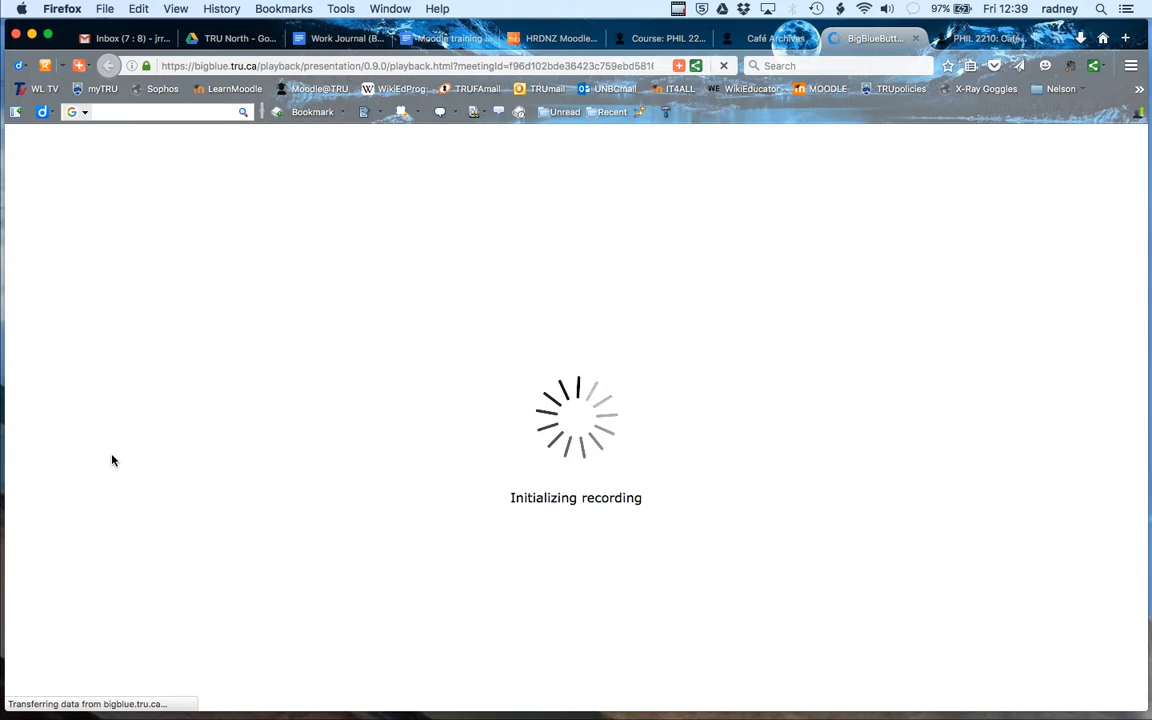 Firefox File Edit View History Bookmarks Tools Window Help 97% Fri 12:39 radney
Inbox (7 : 8) - jrr... TRU North - Go... Work Journal (B... Moodle training HRDNZ Moodle... Course: PHIL 22... Café Archives BigBlueButt... PHIL 2210: Café
https://bigblue.tru.ca/playback/presentation/0.9.0/playback.html?meetingId=f96d102bde36423c759ebd5816 Search
WL TV myTRU Sophos LearnMoodle Moodle@TRU WikiEdProg: TRUFAmail TRUmail UNBCmail IT4ALL WikiEducator MOODLE TRUpolicies X-Ray Goggles Nelson
G Bookmark Unread Recent
Initializing recording
Transferring data from bigblue.tru.ca...